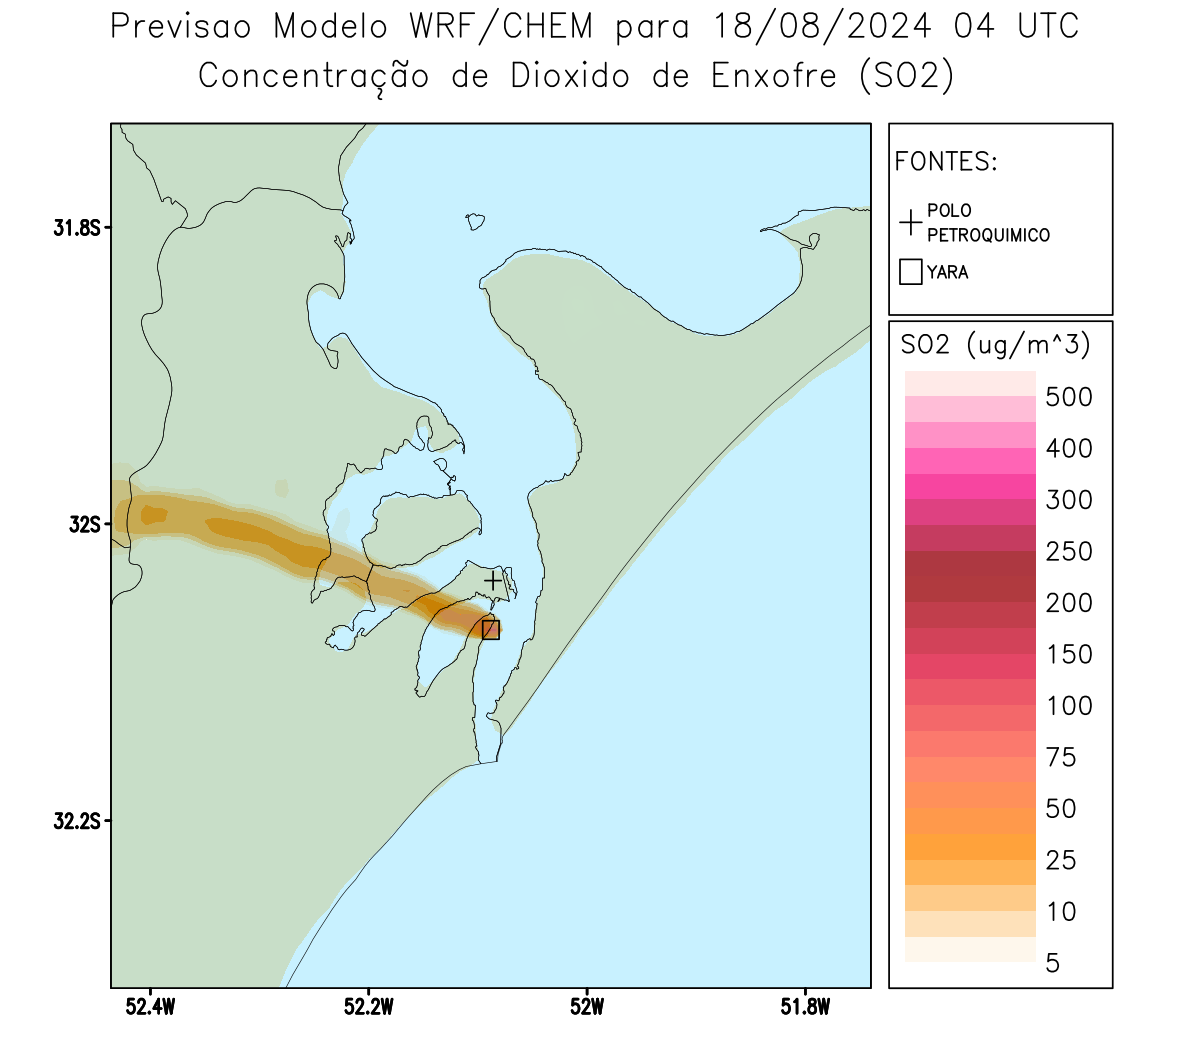 Previsao Modelo WRF/CHEM para 18/08/2024 04 UTC
Concentração de Dioxido de Enxofre (SO2)
FONTES:
POLO
PETROQUIMICO
YARA
SO2 (ug/m^3)
500
400
300
250
200
150
100
75
50
25
10
5
31.8S
32S
32.2S
52.4W
52.2W
52W
51.8W